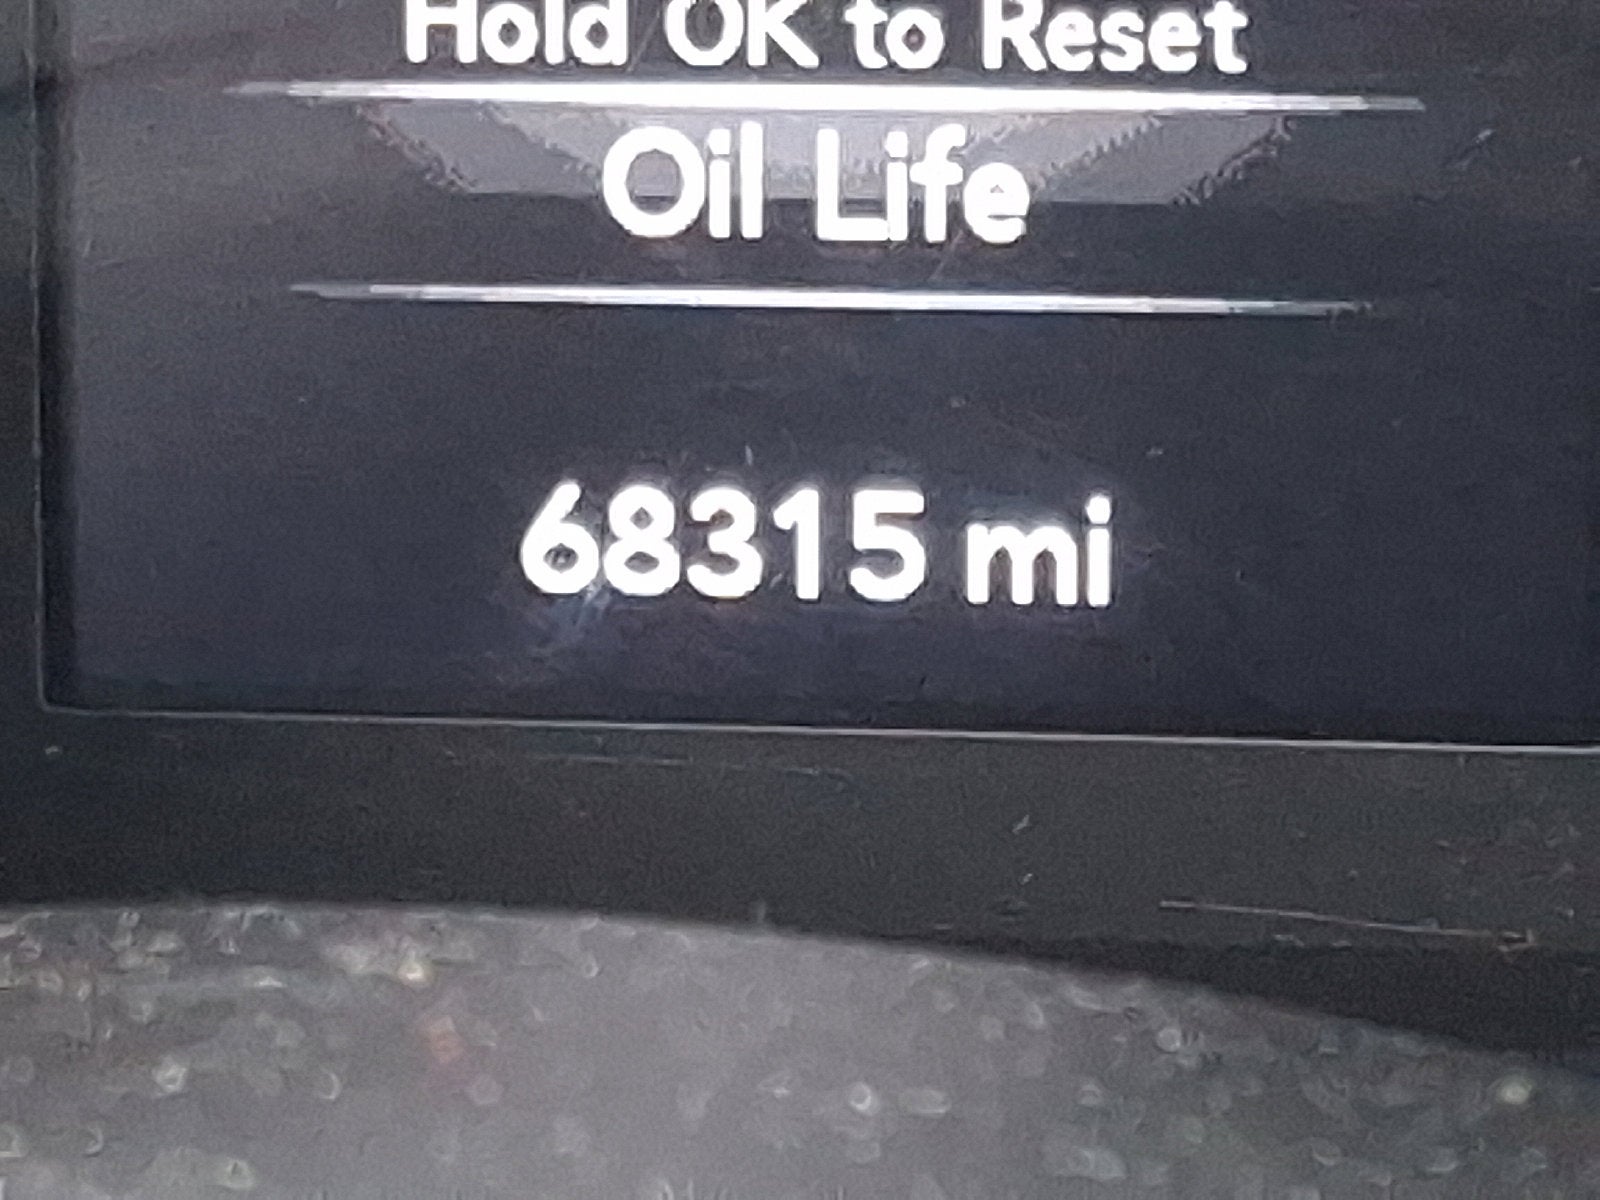 Hold OK to Reset
Oil Life
68315 mi